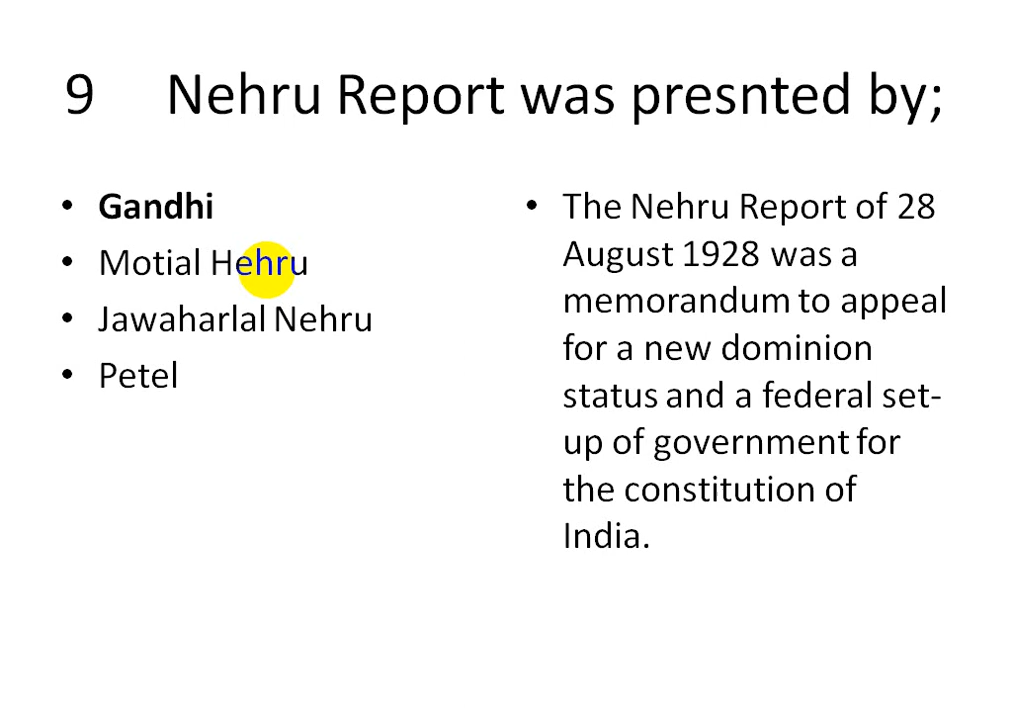 9 Nehru Report was presnted by;
• Gandhi
• Motial Hehru
• Jawaharlal Nehru
• Petel
• The Nehru Report of 28
August 1928 was a
memorandum to appeal
for a new dominion
status and a federal set-
up of government for
the constitution of
India.